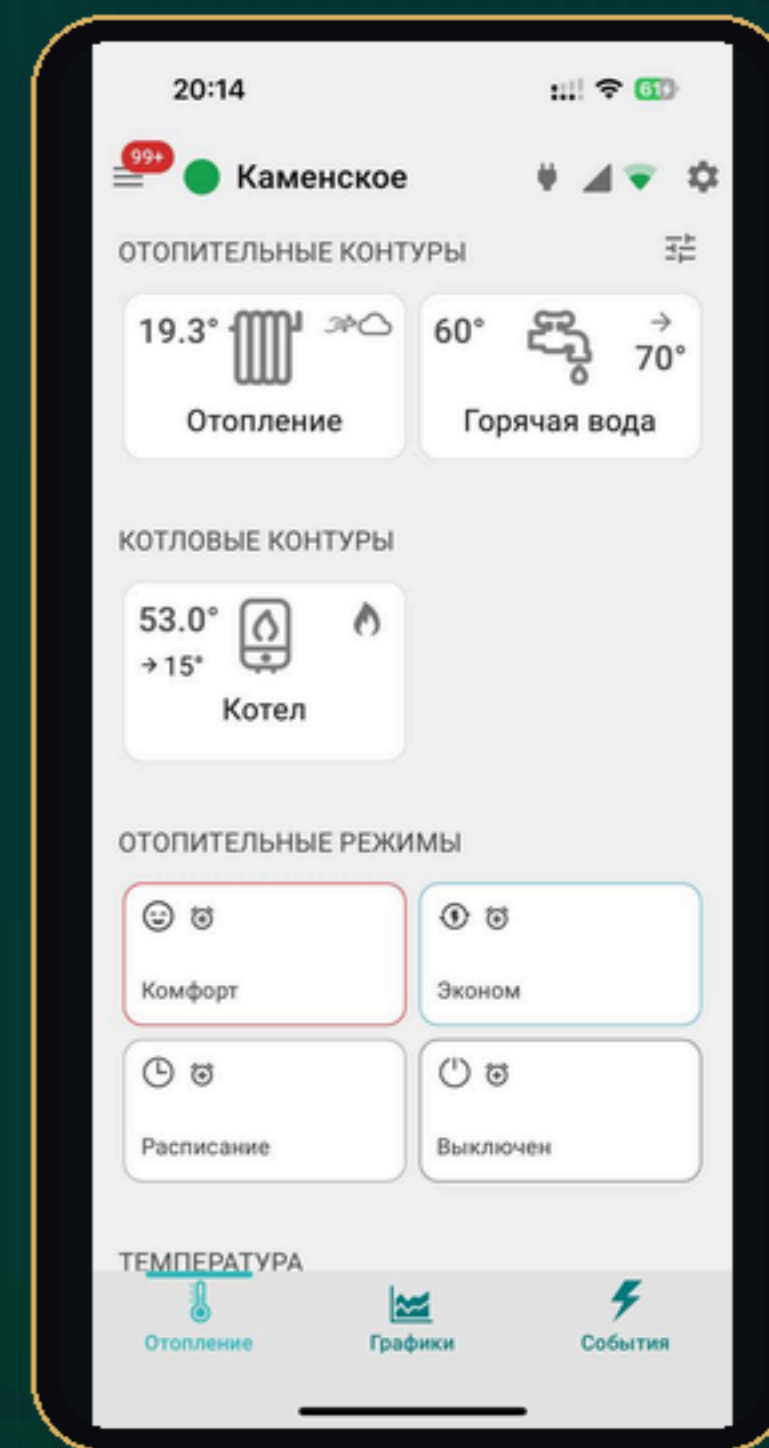 20:14
61
99+
Каменское
ОТОПИТЕЛЬНЫЕ КОНТУРЫ
19.3°
60°
→
70°
Отопление
Горячая вода
КОТЛОВЫЕ КОНТУРЫ
53.0°
→ 15°
Котел
ОТОПИТЕЛЬНЫЕ РЕЖИМЫ
Комфорт
Эконом
Расписание
Выключен
ТЕМПЕРАТУРА
Отопление
Графики
События